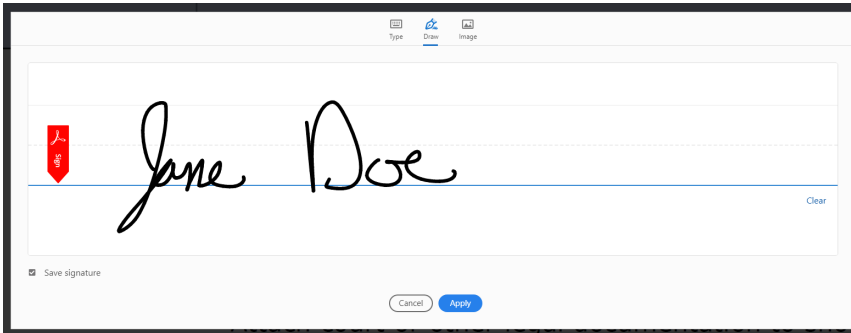 Type Draw Image
Sign
Jane Doe
Clear
Save signature
Cancel Apply